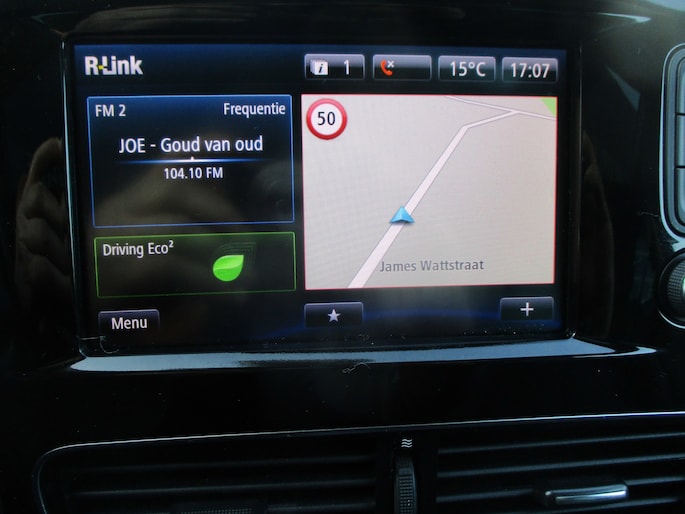 R-Link
1
15°C
17:07
FM 2
Frequentie
JOE - Goud van oud
104.10 FM
50
Driving Eco²
James Wattstraat
Menu
+